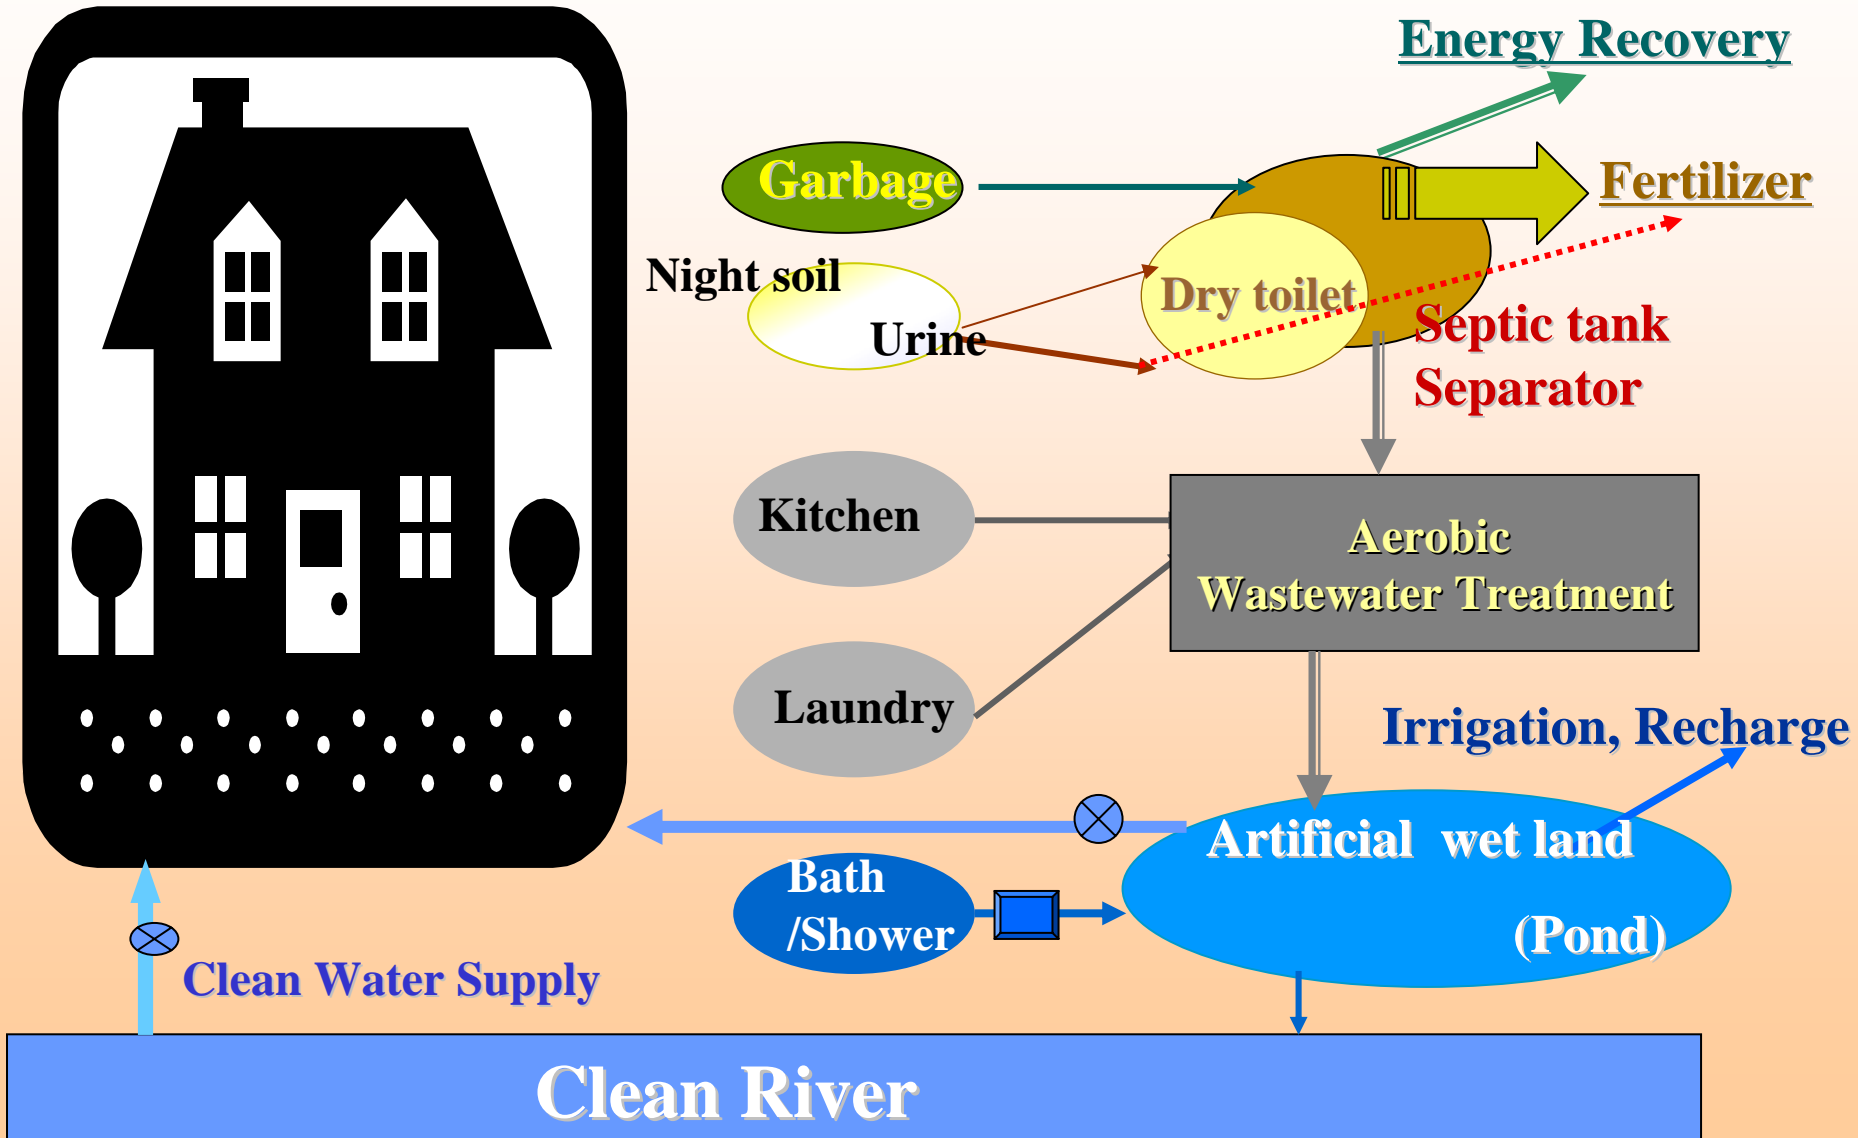 Energy Recovery
Garbage
Fertilizer
Night soil
Dry toilet
Urine
Septic tank
Separator
Kitchen
Aerobic
Wastewater Treatment
Laundry
Irrigation, Recharge
Artificial wet land
(Pond)
Bath
/Shower
Clean Water Supply
Clean River